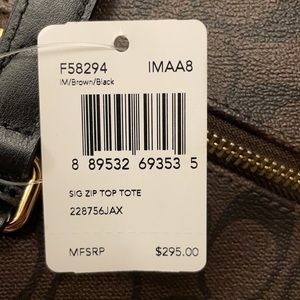 F58294 IMAA8
IM/Brown/Black
8 89532 69353 5
SIG ZIP TOP TOTE
228756JAX
MFSRP $295.00